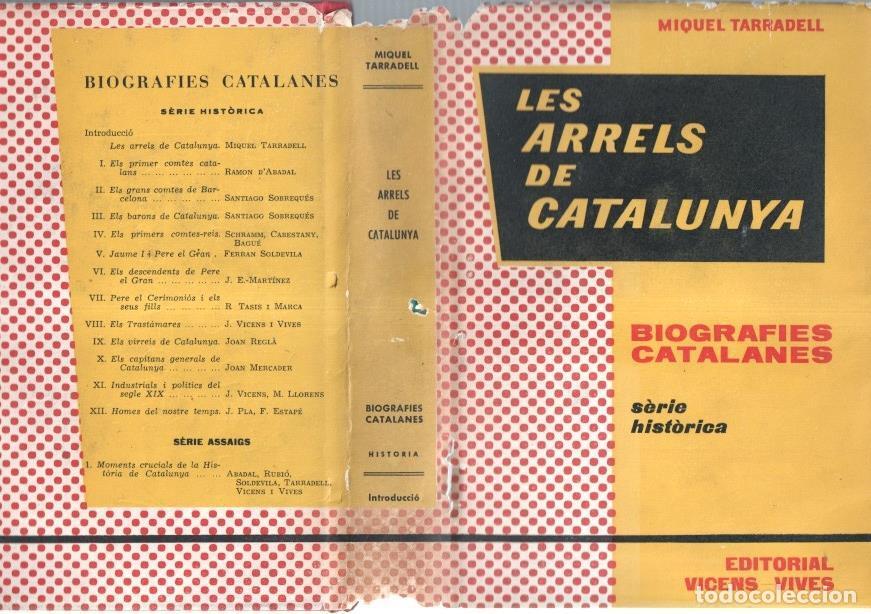 BIOGRAFIES CATALANES
SÈRIE HISTÒRICA
Introducció
Les arrels de Catalunya. MIQUEL TARRADELL
I. Els primer comtes cata-
lans ... ... ... ... ... ... RAMON D'ABADAL
II. Els grans comtes de Bar-
celona ... ... ... ... ... SANTIAGO SOBREQUÉS
III. Els barons de Catalunya. SANTIAGO SOBREQUÉS
IV. Els primers comtes-reis. SCHRAMM, CABESTANY,
BAGUÉ
V. Jaume I i Pere el Gran . FERRAN SOLDEVILA
VI. Els descendents de Pere
el Gran ... ... ... ... ... J. E.-MARTÍNEZ
VII. Pere el Cerimoniós i els
seus fills ... ... ... ... R TASIS I MARCA
VIII. Els Trastàmares ... ... ... J. VICENS I VIVES
IX. Els virreis de Catalunya. JOAN REGLÀ
X. Els capitans generals de
Catalunya ... ... ... ... JOAN MERCADER
XI. Industrials i polítics del
segle XIX ... ... ... ... J. VICENS, M. LLORENS
XII. Homes del nostre temps. J. PLA, F. ESTAPÉ
SÈRIE ASSAIGS
1. Moments crucials de la His-
tòria de Catalunya ... ... ABADAL, RUBIÓ,
SOLDEVILA, TARRADELL,
VICENS I VIVES
MIQUEL
TARRADELL
LES
ARRELS
DE
CATALUNYA
BIOGRAFIES
CATALANES
HISTORIA
Introducció
MIQUEL TARRADELL
LES
ARRELS
DE
CATALUNYA
BIOGRAFIES
CATALANES
sèrie
històrica
EDITORIAL
VICENS VIVES
todocoleccion